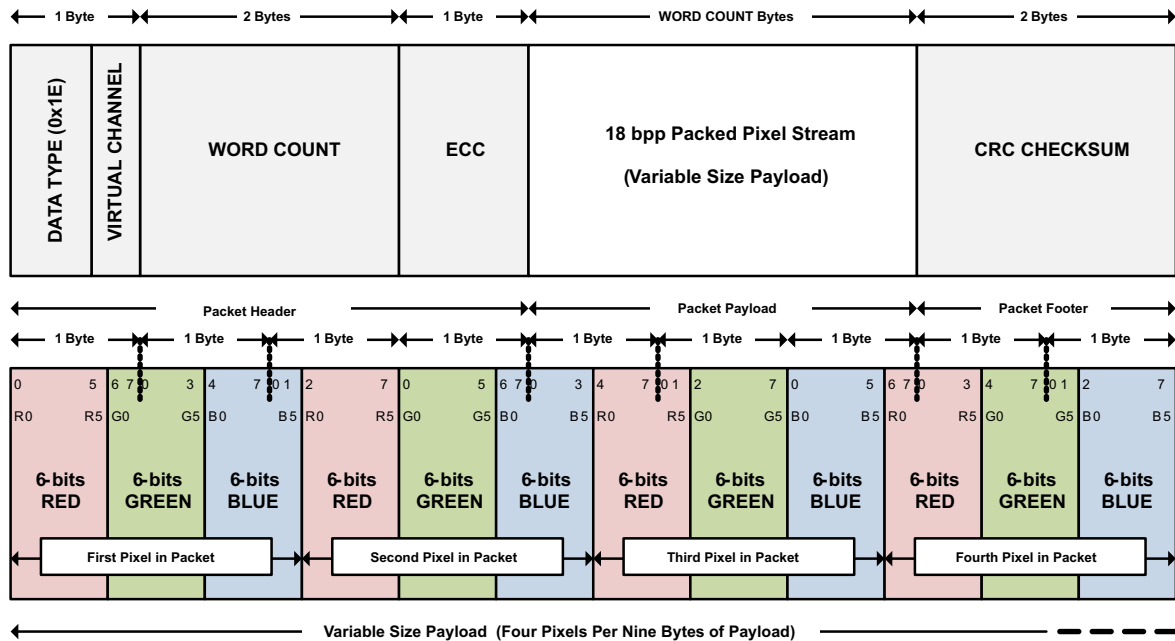 1 Byte 2 Bytes 1 Byte WORD COUNT Bytes 2 Bytes
DATA TYPE (0x1E)
VIRTUAL CHANNEL
WORD COUNT
ECC
18 bpp Packed Pixel Stream
(Variable Size Payload)
CRC CHECKSUM
Packet Header Packet Payload Packet Footer
1 Byte 1 Byte 1 Byte 1 Byte 1 Byte 1 Byte 1 Byte 1 Byte 1 Byte
0 5 6 7 0 3 4 7 0 1 2 7 0 5 6 7 0 3 4 7 0 1 2 7 0 5 6 7 0 3 4 7 0 1 2 7
R0 R5 G0 G5 B0 B5 R0 R5 G0 G5 B0 B5 R0 R5 G0 G5 B0 B5 R0 R5 G0 G5 B0 B5
6-bits 6-bits 6-bits 6-bits 6-bits 6-bits 6-bits 6-bits 6-bits 6-bits 6-bits 6-bits
RED GREEN BLUE RED GREEN BLUE RED GREEN BLUE RED GREEN BLUE
First Pixel in Packet Second Pixel in Packet Third Pixel in Packet Fourth Pixel in Packet
Variable Size Payload (Four Pixels Per Nine Bytes of Payload)